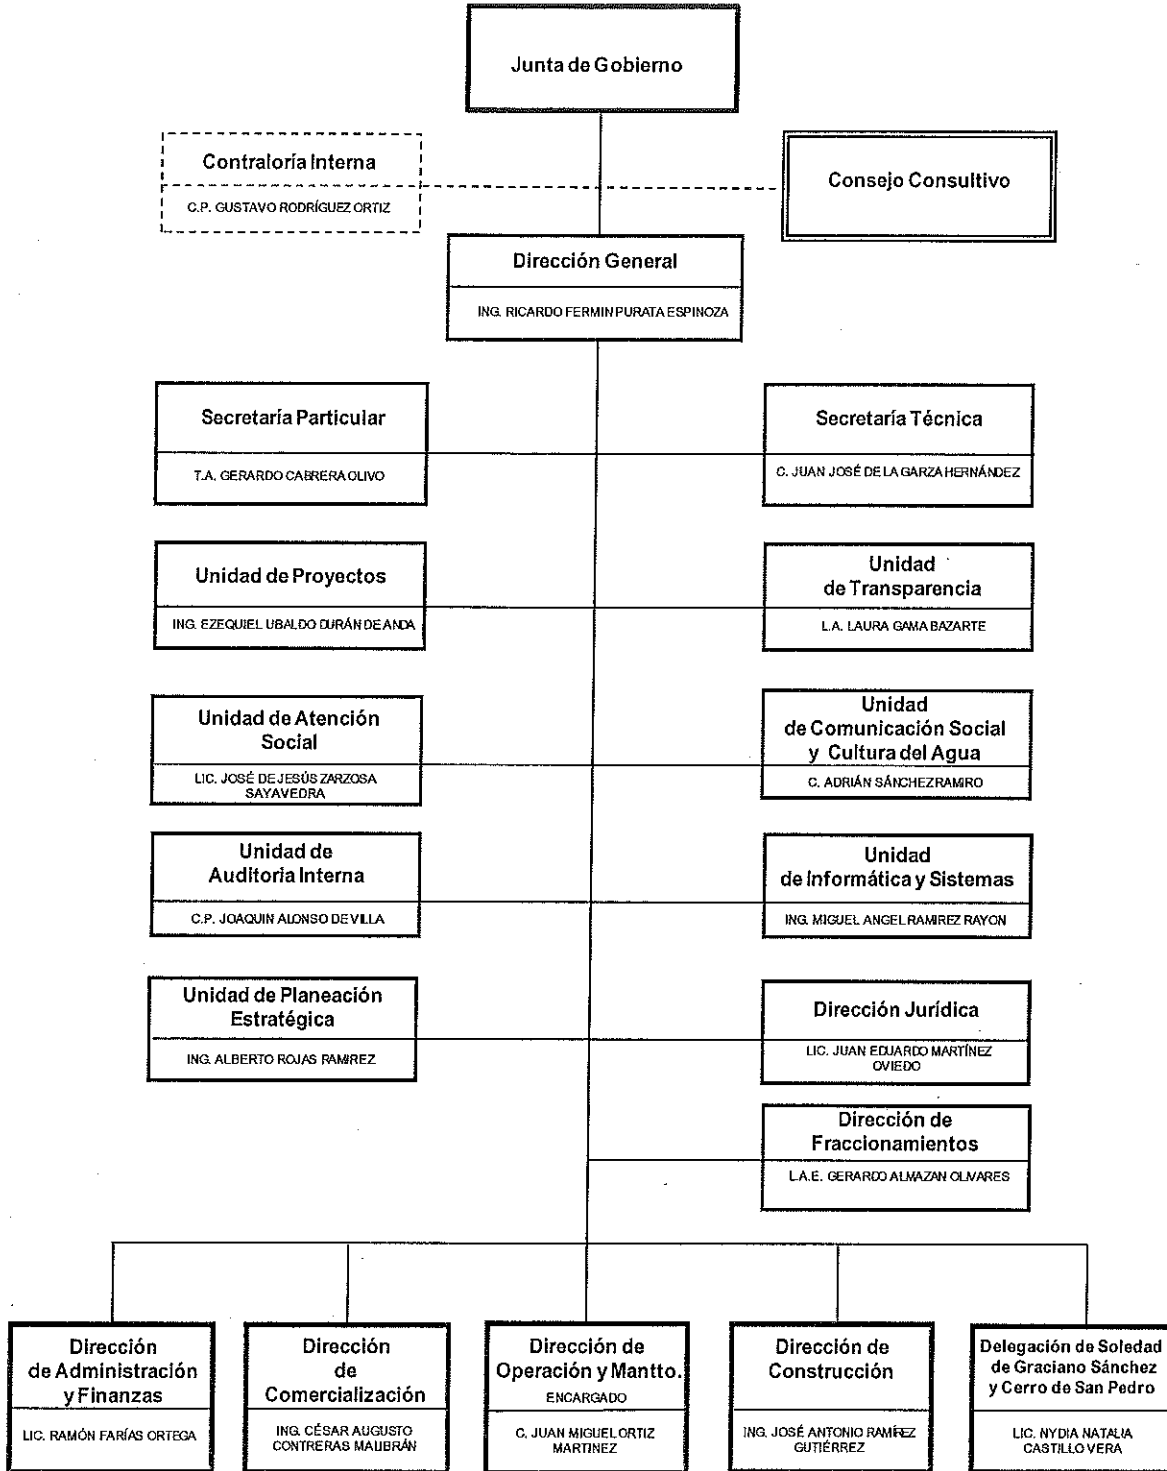 Junta de Gobierno
Contraloría Interna
C.P. GUSTAVO RODRÍGUEZ ORTIZ
Consejo Consultivo
Dirección General
ING. RICARDO FERMIN PURATA ESPINOZA
Secretaría Particular
T.A. GERARDO CABRERA OLIVO
Secretaría Técnica
C. JUAN JOSÉ DE LA GARZA HERNÁNDEZ
Unidad de Proyectos
ING. EZEQUIEL UBALDO DURÁN DE ANDA
Unidad
de Transparencia
L.A. LAURA GAMA BAZARTE
Unidad de Atención
Social
LIC. JOSÉ DE JESÚS ZARZOSA
SAYAVEDRA
Unidad
de Comunicación Social
y Cultura del Agua
C. ADRIÁN SÁNCHEZ RAMIRO
Unidad de
Auditoria Interna
C.P. JOAQUIN ALONSO DE VILLA
Unidad
de Informática y Sistemas
ING. MIGUEL ANGEL RAMIREZ RAYON
Unidad de Planeación
Estratégica
ING. ALBERTO ROJAS RAMIREZ
Dirección Jurídica
LIC. JUAN EDUARDO MARTÍNEZ
OVIEDO
Dirección de
Fraccionamientos
L.A.E. GERARDO ALMAZAN OLIVARES
Dirección
de Administración
y Finanzas
LIC. RAMÓN FARÍAS ORTEGA
Dirección
de
Comercialización
ING. CÉSAR AUGUSTO
CONTRERAS MAUBRÁN
Dirección de
Operación y Mantto.
ENCARGADO
C. JUAN MIGUEL ORTIZ
MARTINEZ
Dirección de
Construcción
ING. JOSÉ ANTONIO RAMÍREZ
GUTIÉRREZ
Delegación de Soledad
de Graciano Sánchez
y Cerro de San Pedro
LIC. NYDIA NATALIA
CASTILLO VERA